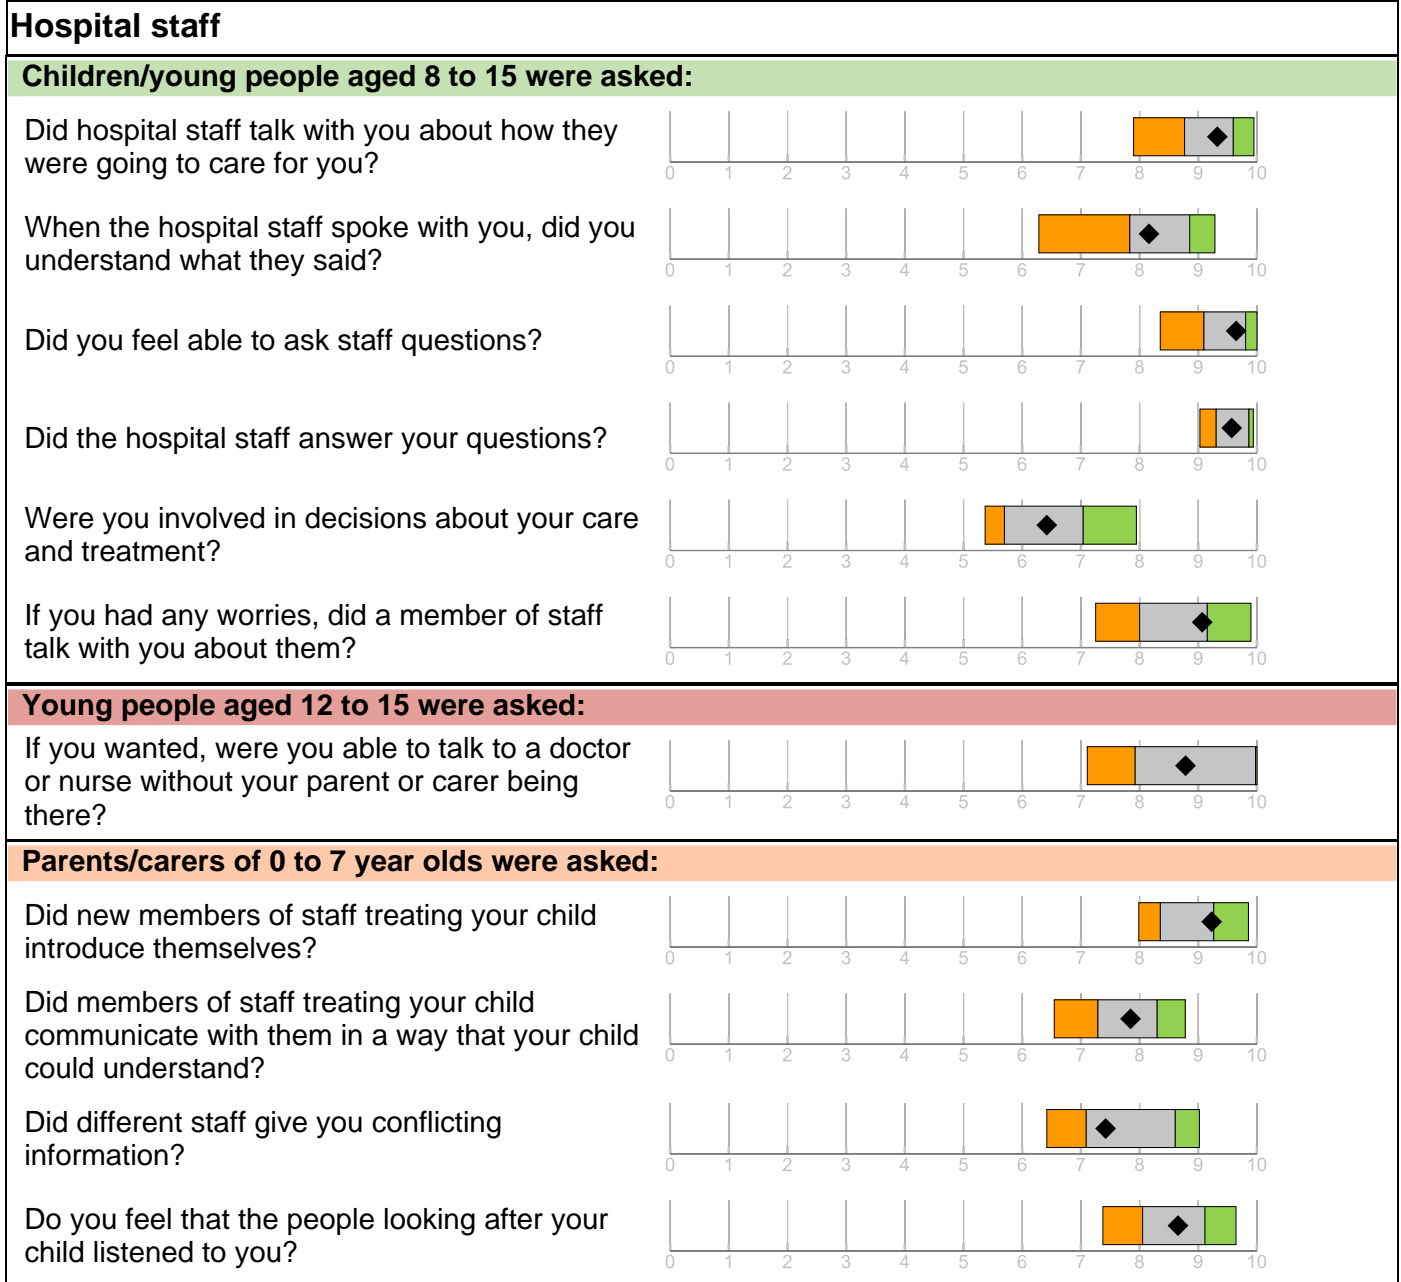 Hospital staff
Children/young people aged 8 to 15 were asked:
Did hospital staff talk with you about how they
were going to care for you?
0 1 2 3 4 5 6 7 8 9 10
When the hospital staff spoke with you, did you
understand what they said?
0 1 2 3 4 5 6 7 8 9 10
Did you feel able to ask staff questions?
0 1 2 3 4 5 6 7 8 9 10
Did the hospital staff answer your questions?
0 1 2 3 4 5 6 7 8 9 10
Were you involved in decisions about your care
and treatment?
0 1 2 3 4 5 6 7 8 9 10
If you had any worries, did a member of staff
talk with you about them?
0 1 2 3 4 5 6 7 8 9 10
Young people aged 12 to 15 were asked:
If you wanted, were you able to talk to a doctor
or nurse without your parent or carer being
there?
0 1 2 3 4 5 6 7 8 9 10
Parents/carers of 0 to 7 year olds were asked:
Did new members of staff treating your child
introduce themselves?
0 1 2 3 4 5 6 7 8 9 10
Did members of staff treating your child
communicate with them in a way that your child
could understand?
0 1 2 3 4 5 6 7 8 9 10
Did different staff give you conflicting
information?
0 1 2 3 4 5 6 7 8 9 10
Do you feel that the people looking after your
child listened to you?
0 1 2 3 4 5 6 7 8 9 10